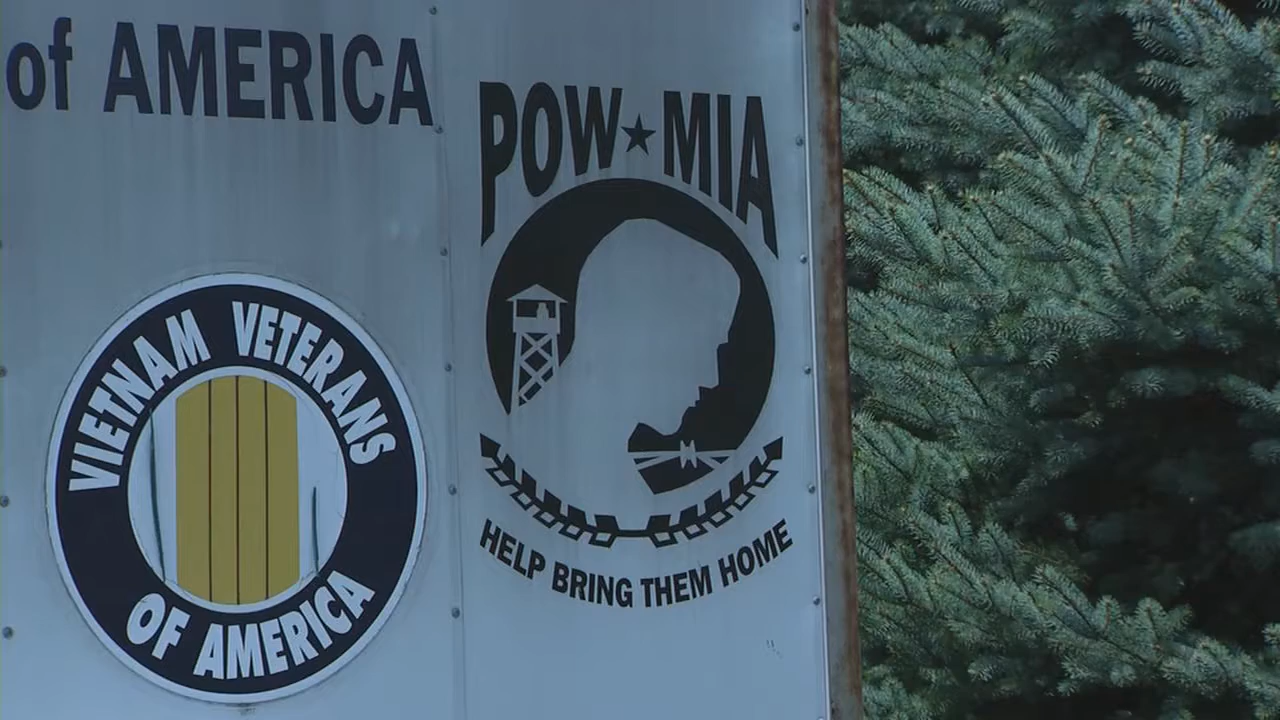 of AMERICA
POW★MIA
VIETNAM VETERANS
OF AMERICA
HELP BRING THEM HOME